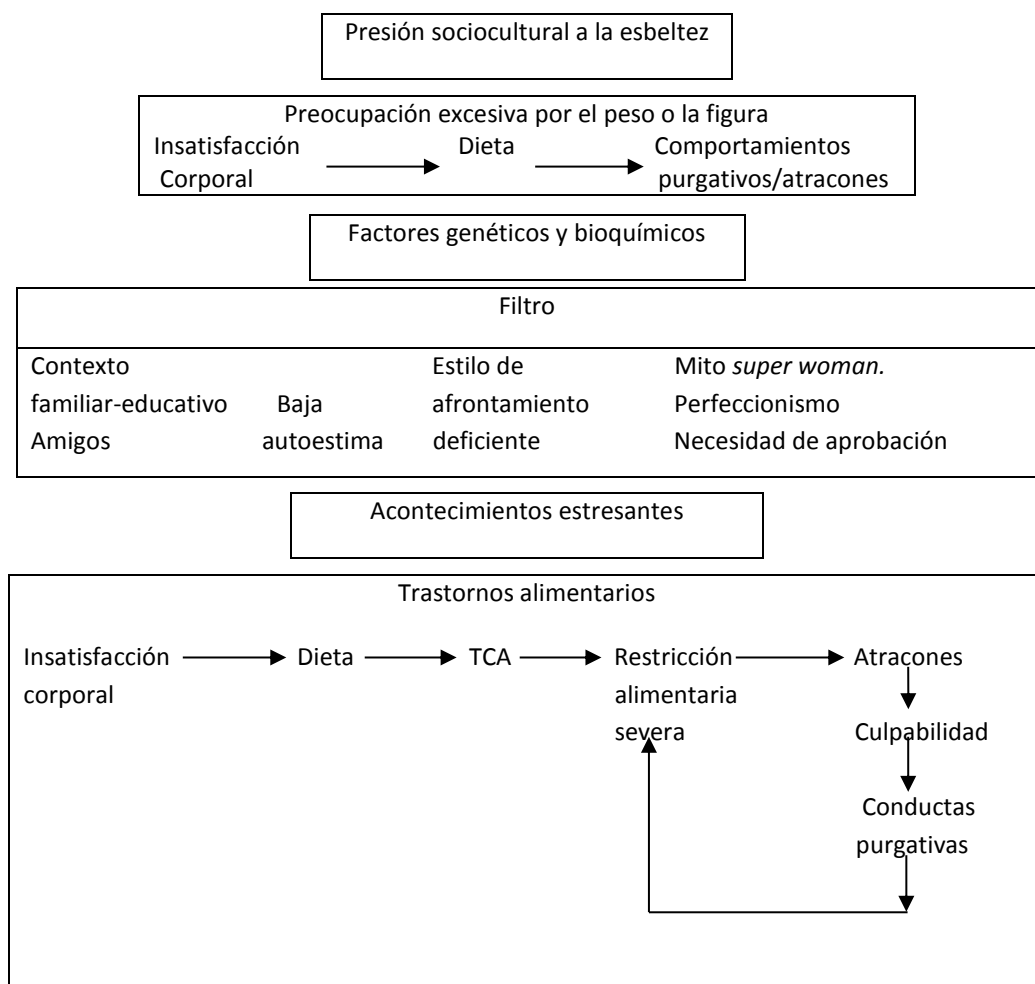 Presión sociocultural a la esbeltez
Preocupación excesiva por el peso o la figura
Insatisfacción Dieta Comportamientos
Corporal purgativos/atracones
Factores genéticos y bioquímicos
Filtro
Contexto Estilo de Mito super woman.
familiar-educativo Baja afrontamiento Perfeccionismo
Amigos autoestima deficiente Necesidad de aprobación
Acontecimientos estresantes
Trastornos alimentarios
Insatisfacción Dieta TCA Restricción Atracones
corporal alimentaria
severa Culpabilidad
Conductas
purgativas